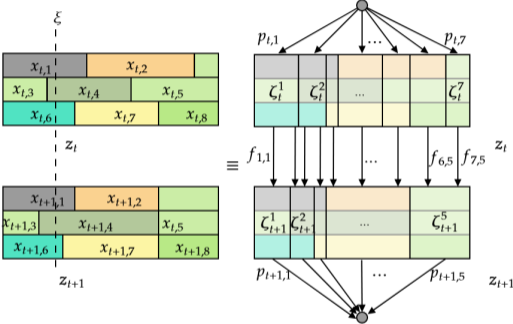 ξ
x_{t,1} x_{t,2}
x_{t,3} x_{t,4} x_{t,5}
x_{t,6} x_{t,7} x_{t,8}
z_t
x_{t+1,1} x_{t+1,2}
x_{t+1,3} x_{t+1,4} x_{t,5}
x_{t+1,6} x_{t+1,7} x_{t+1,8}
z_{t+1}
≡
p_{t,1} ... p_{t,7}
ζ_t^1 ζ_t^2 ... ζ_t^7
z_t
f_{1,1} ... f_{6,5} f_{7,5}
ζ_{t+1}^1 ζ_{t+1}^2 ... ζ_{t+1}^5
p_{t+1,1} ... p_{t+1,5}
z_{t+1}